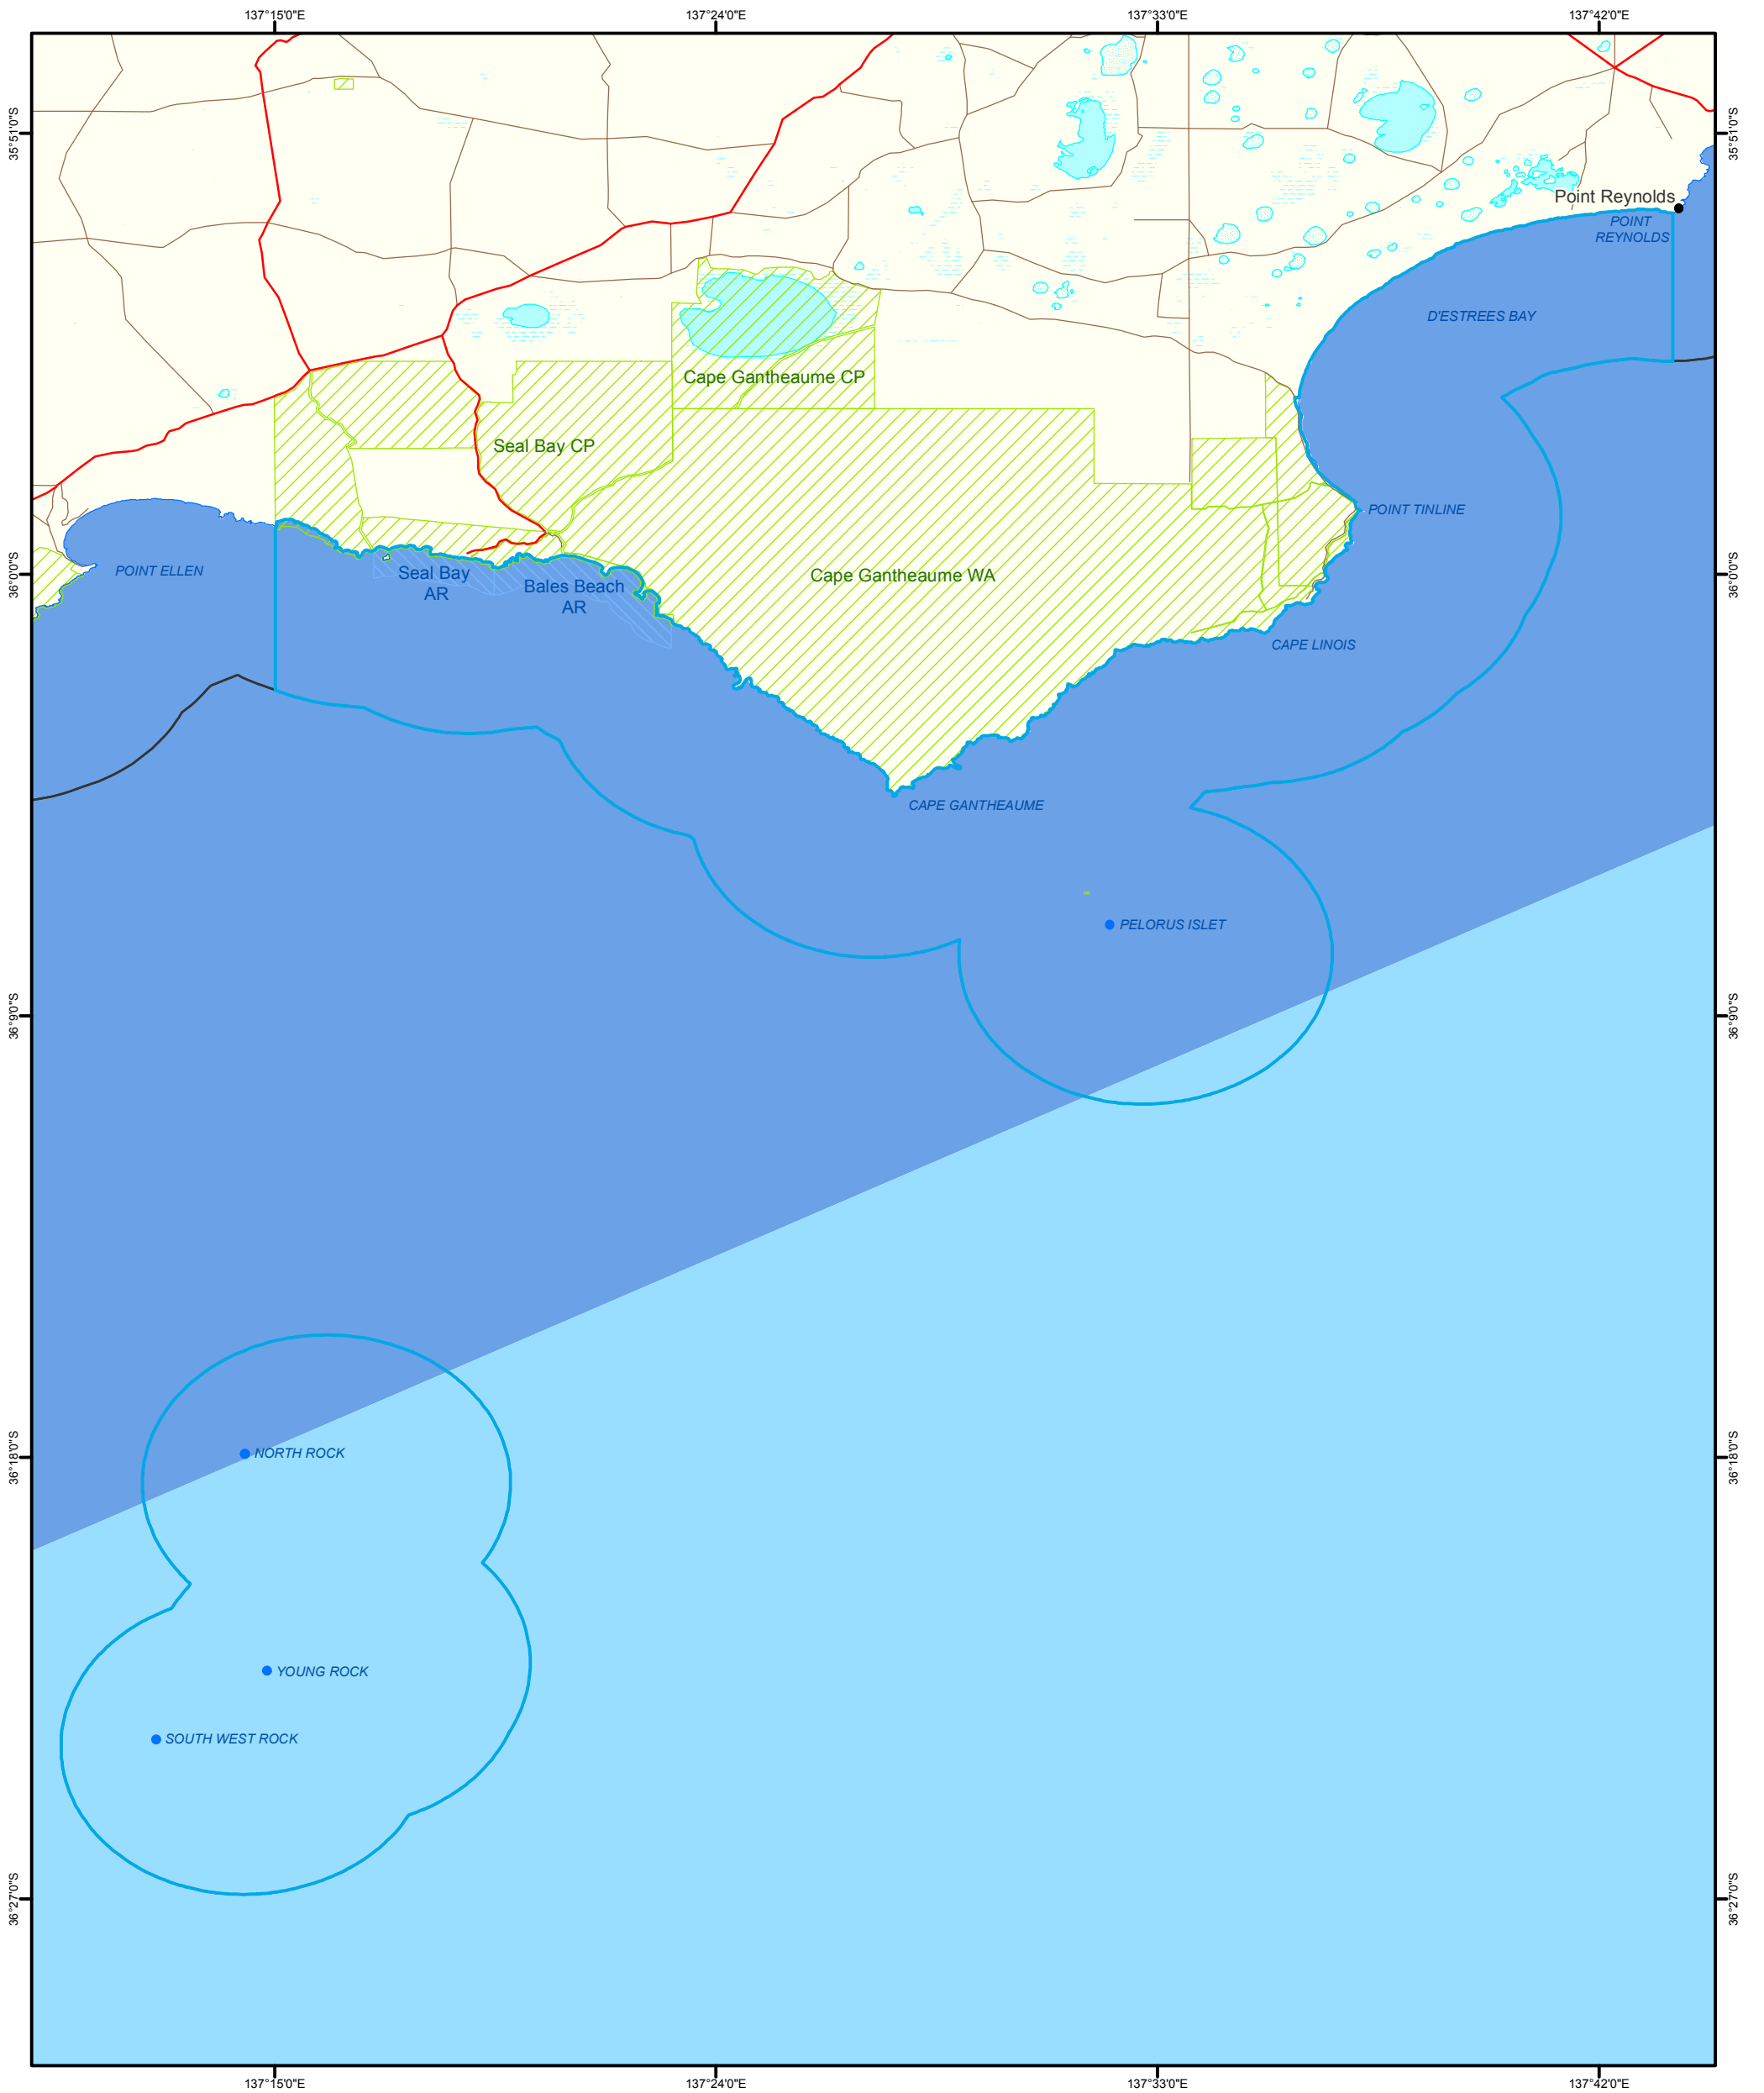 137°15'0"E
137°24'0"E
137°33'0"E
137°42'0"E
35°51'0"S
35°51'0"S
Point Reynolds
POINT
REYNOLDS
D'ESTREES BAY
Cape Gantheaume CP
Seal Bay CP
POINT TINLINE
36°0'0"S
36°0'0"S
POINT ELLEN
Seal Bay
AR
Bales Beach
AR
Cape Gantheaume WA
CAPE LINOIS
CAPE GANTHEAUME
PELORUS ISLET
36°9'0"S
36°9'0"S
NORTH ROCK
36°18'0"S
36°18'0"S
YOUNG ROCK
SOUTH WEST ROCK
36°27'0"S
36°27'0"S
137°15'0"E
137°24'0"E
137°33'0"E
137°42'0"E